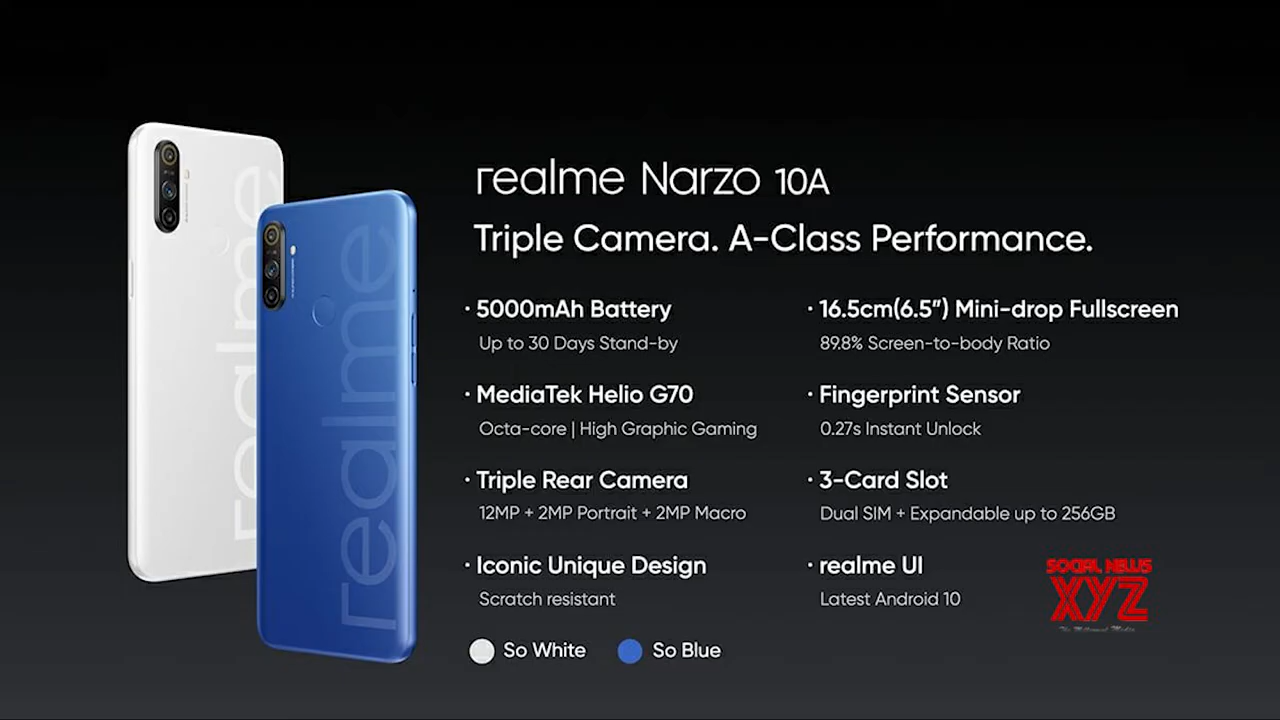 realme Narzo 10A
Triple Camera. A-Class Performance.
· 5000mAh Battery
Up to 30 Days Stand-by
· MediaTek Helio G70
Octa-core | High Graphic Gaming
· Triple Rear Camera
12MP + 2MP Portrait + 2MP Macro
· Iconic Unique Design
Scratch resistant
· 16.5cm(6.5”) Mini-drop Fullscreen
89.8% Screen-to-body Ratio
· Fingerprint Sensor
0.27s Instant Unlock
· 3-Card Slot
Dual SIM + Expandable up to 256GB
· realme UI
Latest Android 10
So White So Blue
realme
realme
SOCIAL NEWS
XYZ